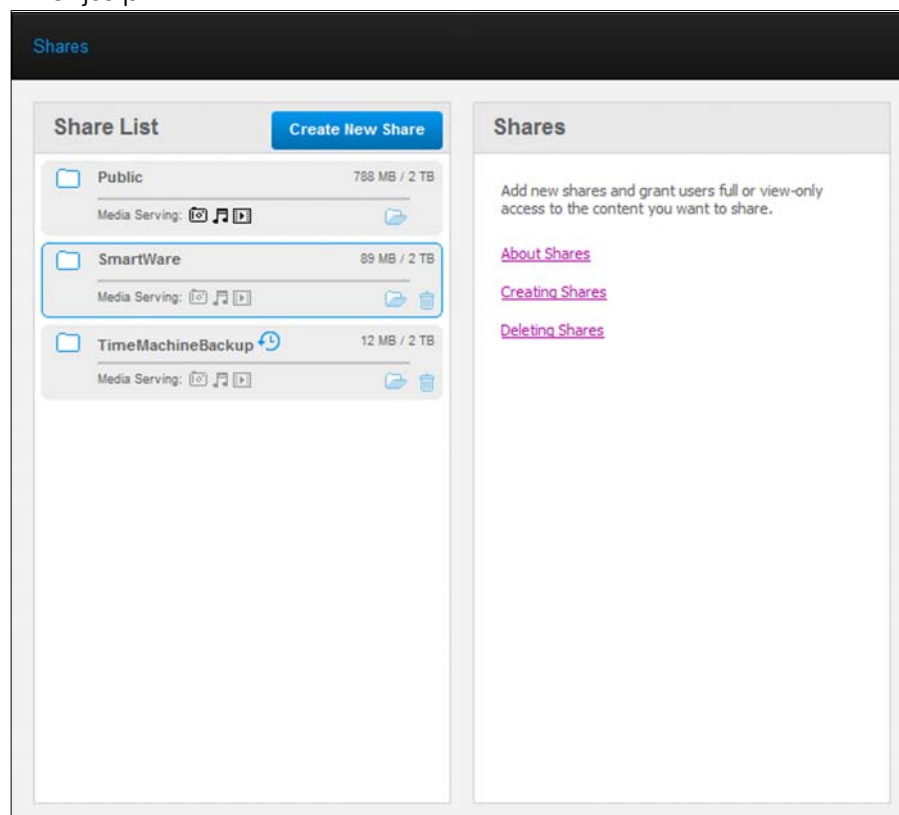 Shares
Share List
Create New Share
Public
788 MB / 2 TB
Media Serving:
SmartWare
89 MB / 2 TB
Media Serving:
TimeMachineBackup
12 MB / 2 TB
Media Serving:
Shares
Add new shares and grant users full or view-only
access to the content you want to share.
About Shares
Creating Shares
Deleting Shares